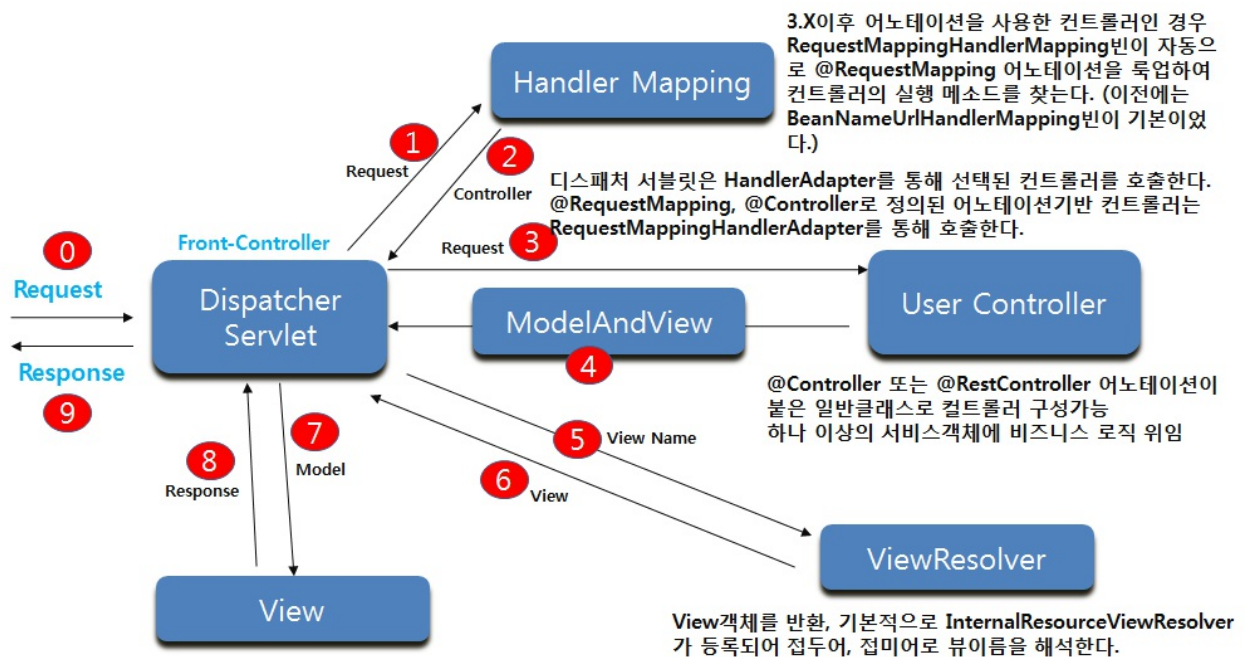 3.X이후 어노테이션을 사용한 컨트롤러인 경우
RequestMappingHandlerMapping빈이 자동으
로 @RequestMapping 어노테이션을 룩업하여
컨트롤러의 실행 메소드를 찾는다. (이전에는
BeanNameUrlHandlerMapping빈이 기본이었
다.)
Handler Mapping
1
Request
2
Controller
디스패처 서블릿은 HandlerAdapter를 통해 선택된 컨트롤러를 호출한다.
@RequestMapping, @Controller로 정의된 어노테이션기반 컨트롤러는
RequestMappingHandlerAdapter를 통해 호출한다.
Front-Controller
Request
3
0
Request
Dispatcher
Servlet
ModelAndView
User Controller
4
Response
9
@Controller 또는 @RestController 어노테이션이
붙은 일반클래스로 컬트롤러 구성가능
하나 이상의 서비스객체에 비즈니스 로직 위임
5
View Name
6
View
7
Model
8
Response
ViewResolver
View
View객체를 반환, 기본적으로 InternalResourceViewResolver
가 등록되어 접두어, 접미어로 뷰이름을 해석한다.